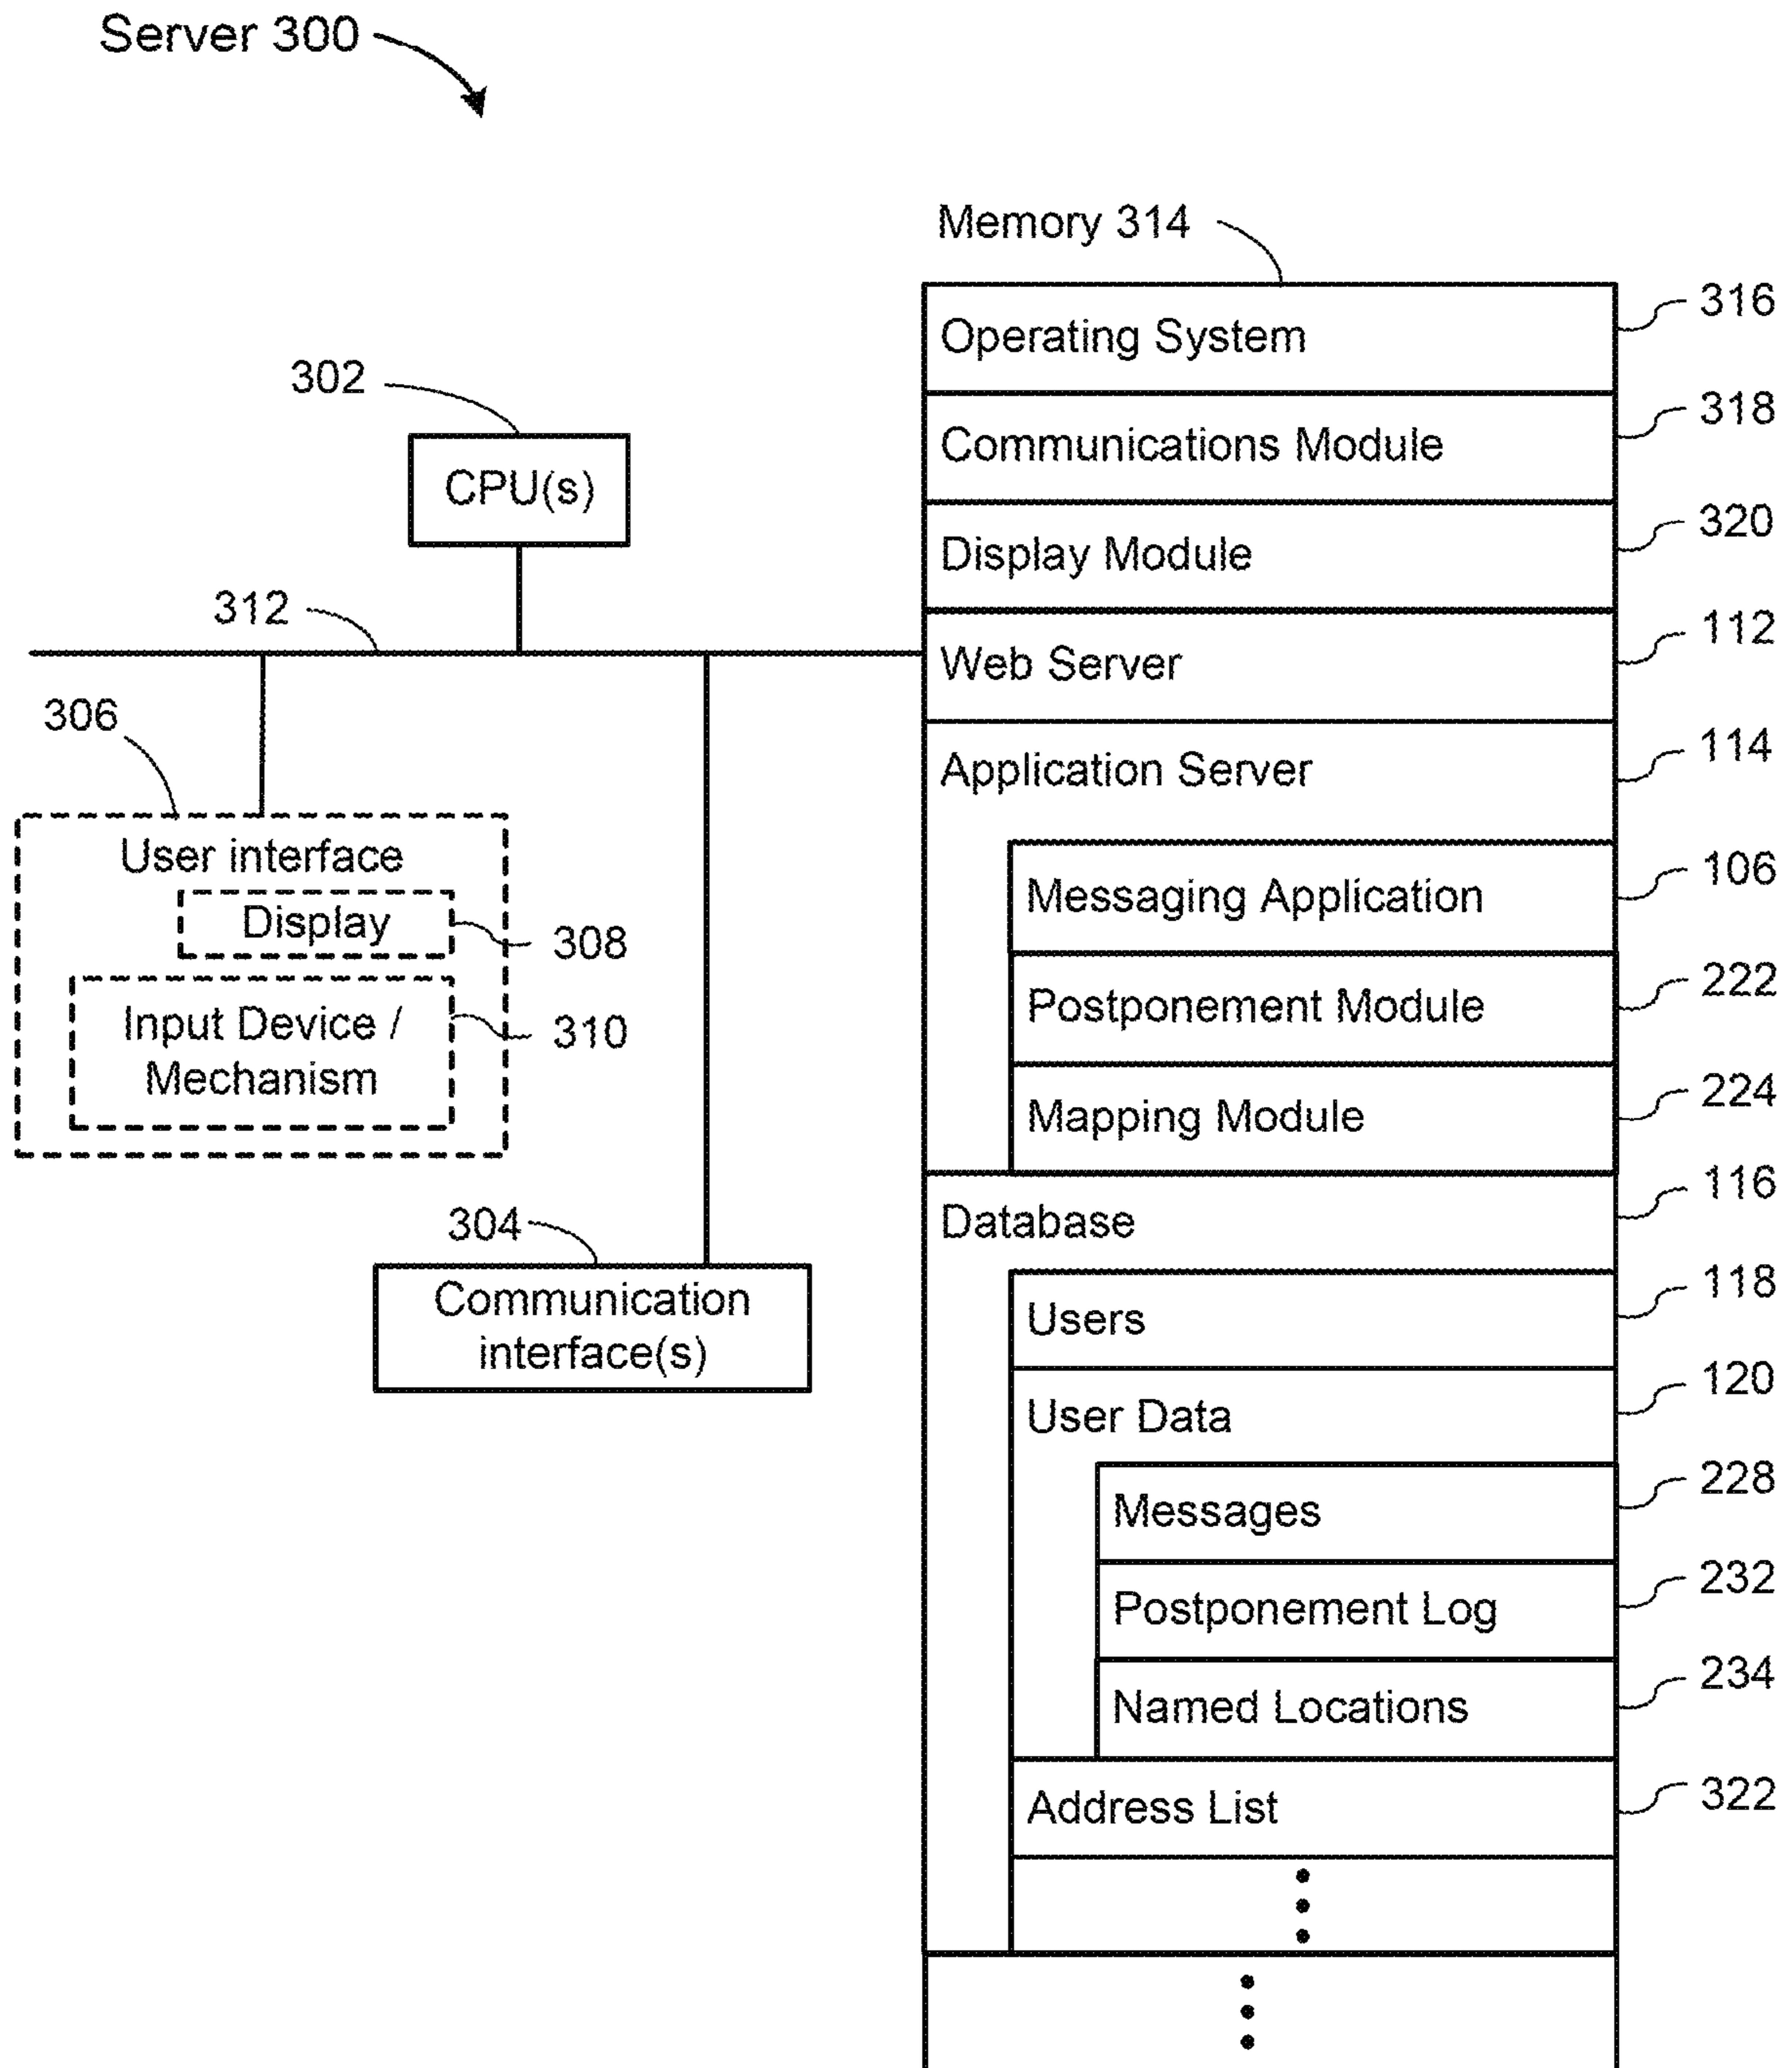 Server 300
Memory 314
Operating System
316
Communications Module
318
Display Module
320
Web Server
112
Application Server
114
Messaging Application
106
Postponement Module
222
Mapping Module
224
Database
116
Users
118
User Data
120
Messages
228
Postponement Log
232
Named Locations
234
Address List
322
302
CPU(s)
312
306
User interface
Display
308
Input Device /
Mechanism
310
304
Communication
interface(s)